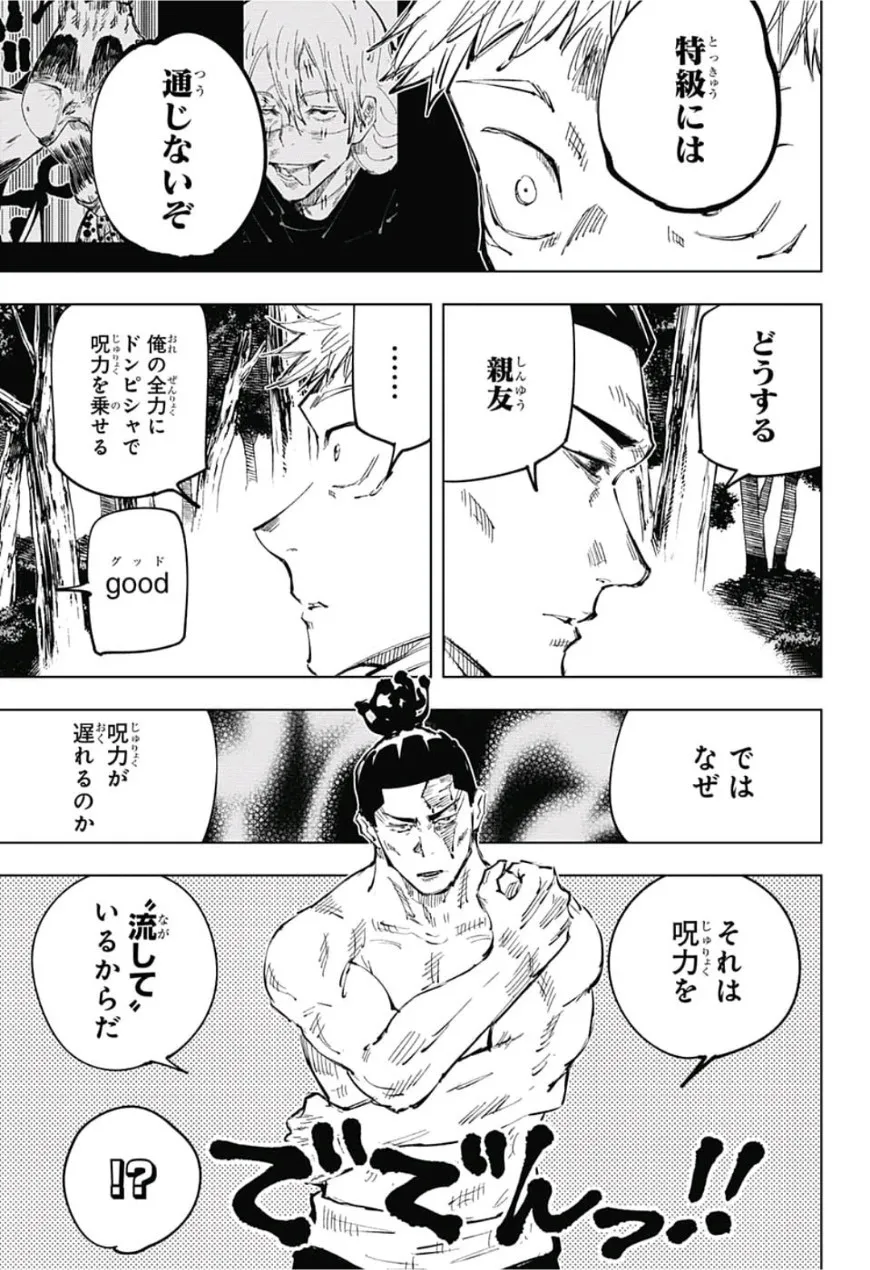 特級には
通じないぞ
どうする
親友
……
俺の全力に
ドンピシャで
呪力を乗せる
good
では
なぜ
呪力が
遅れるのか
それは
呪力を
〝流して〟
いるからだ
!?
でででんっ!!